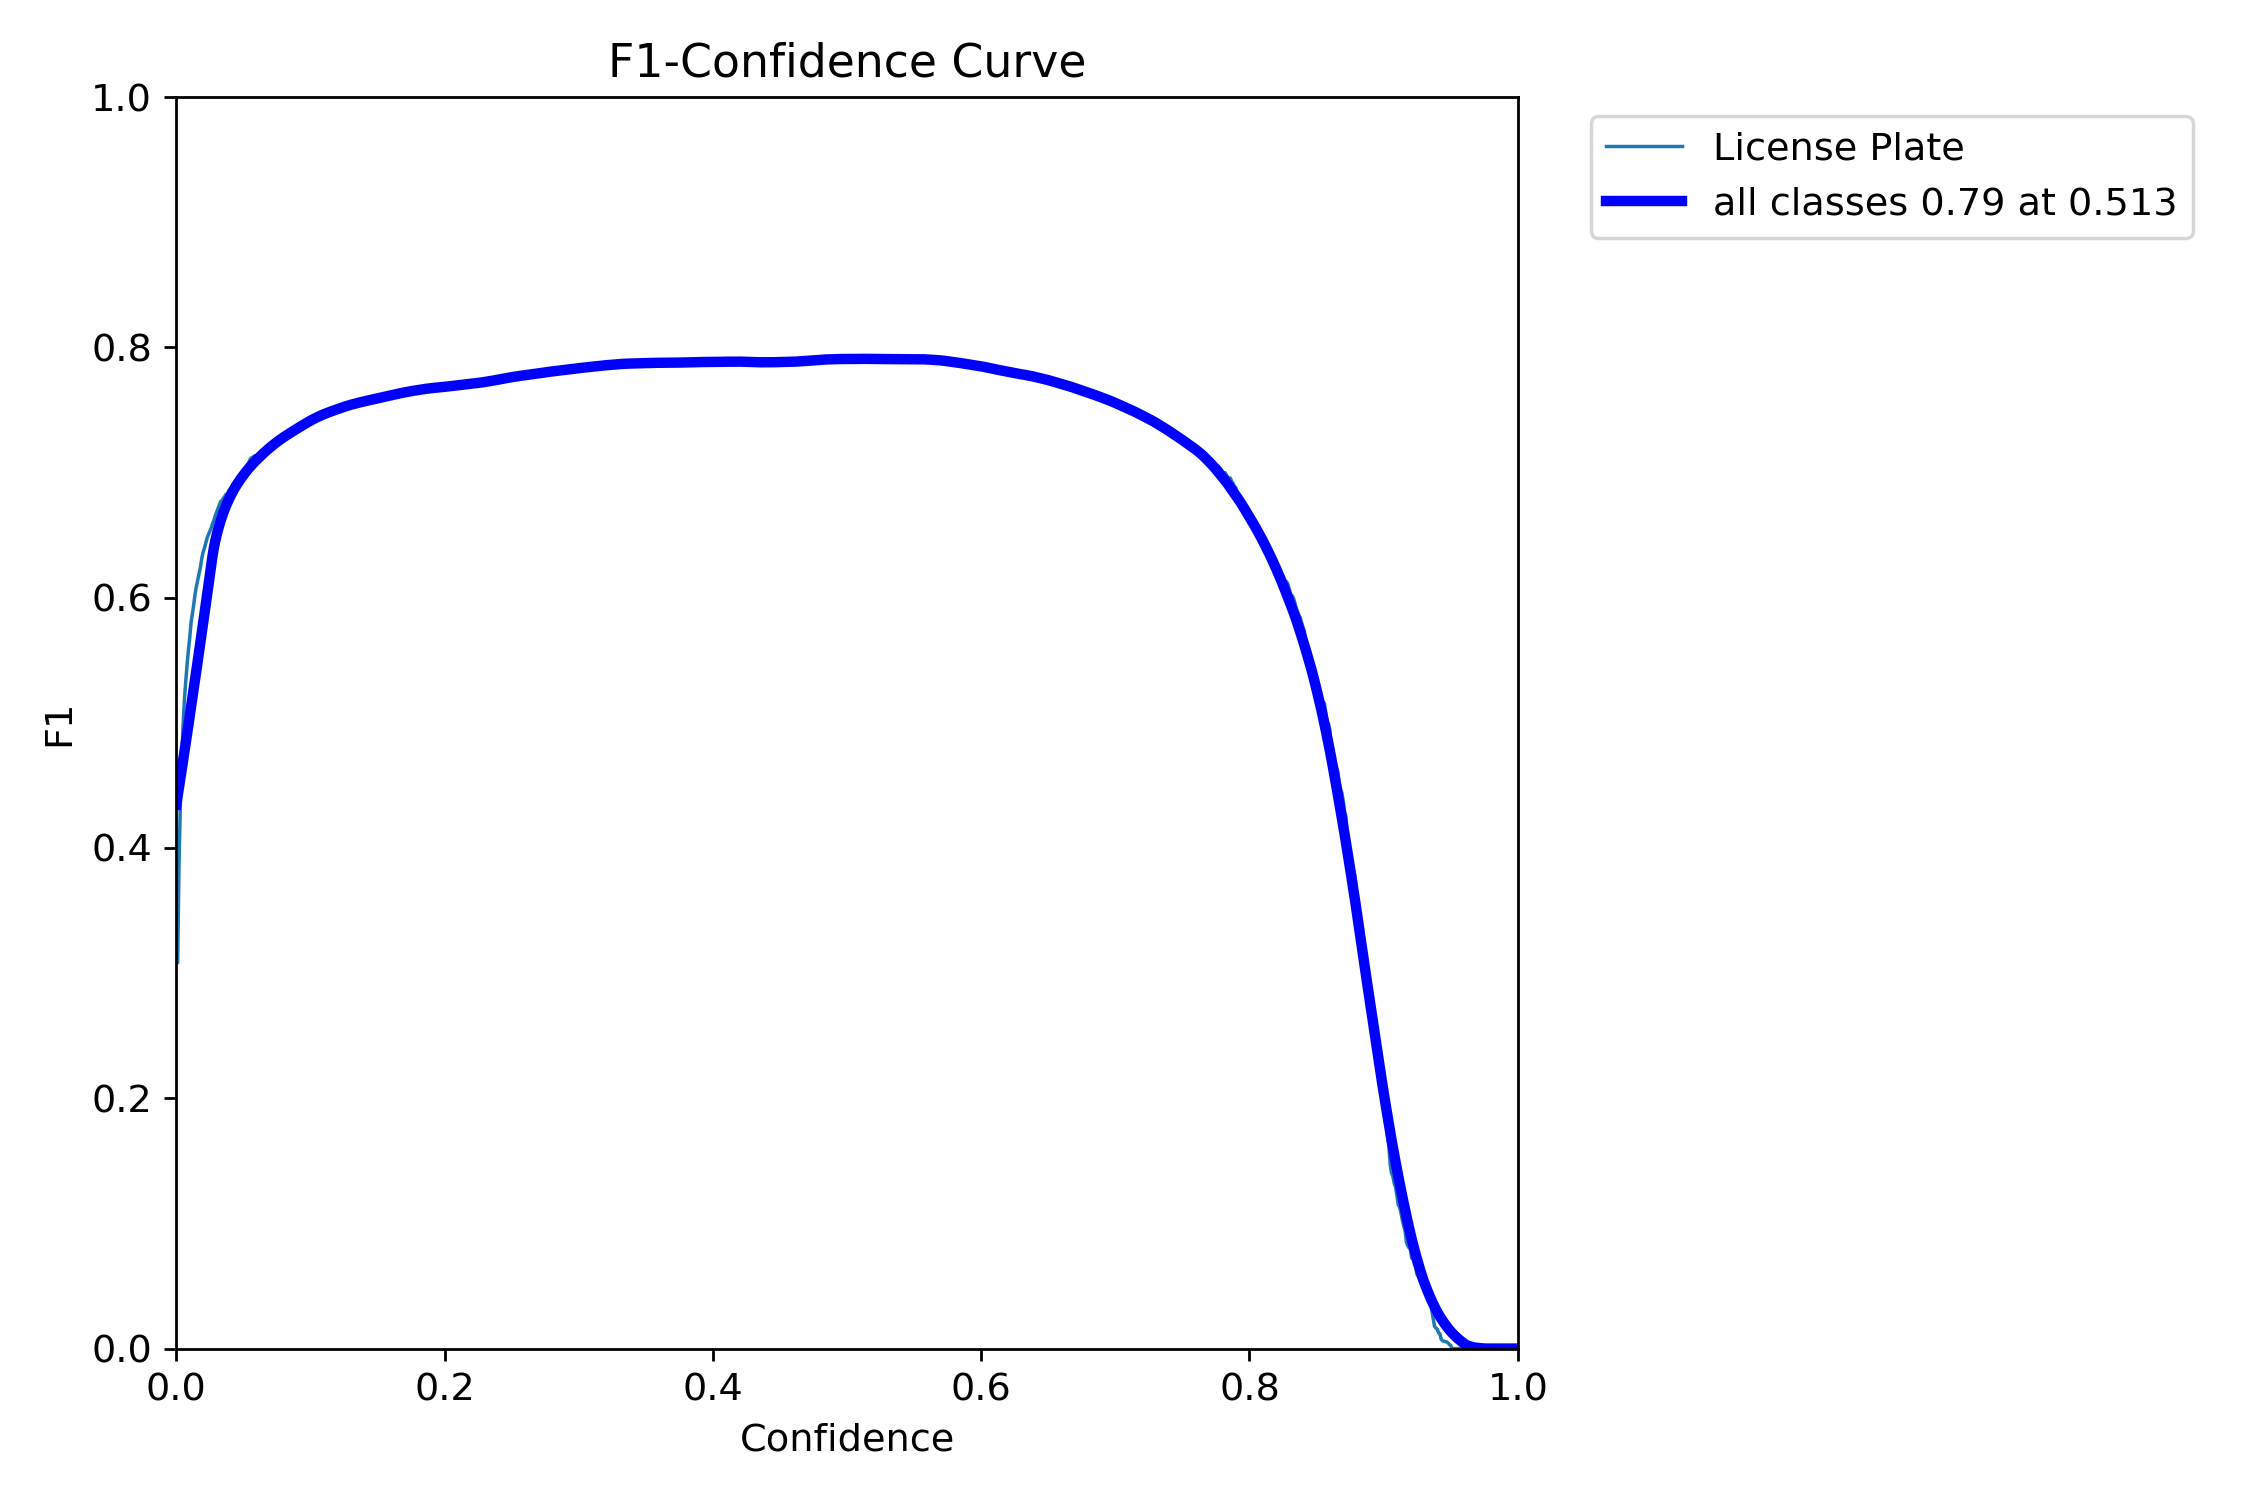 F1-Confidence Curve
1.0
0.8
0.6
0.4
0.2
0.0
F1
0.0 0.2 0.4 0.6 0.8 1.0
Confidence
License Plate
all classes 0.79 at 0.513